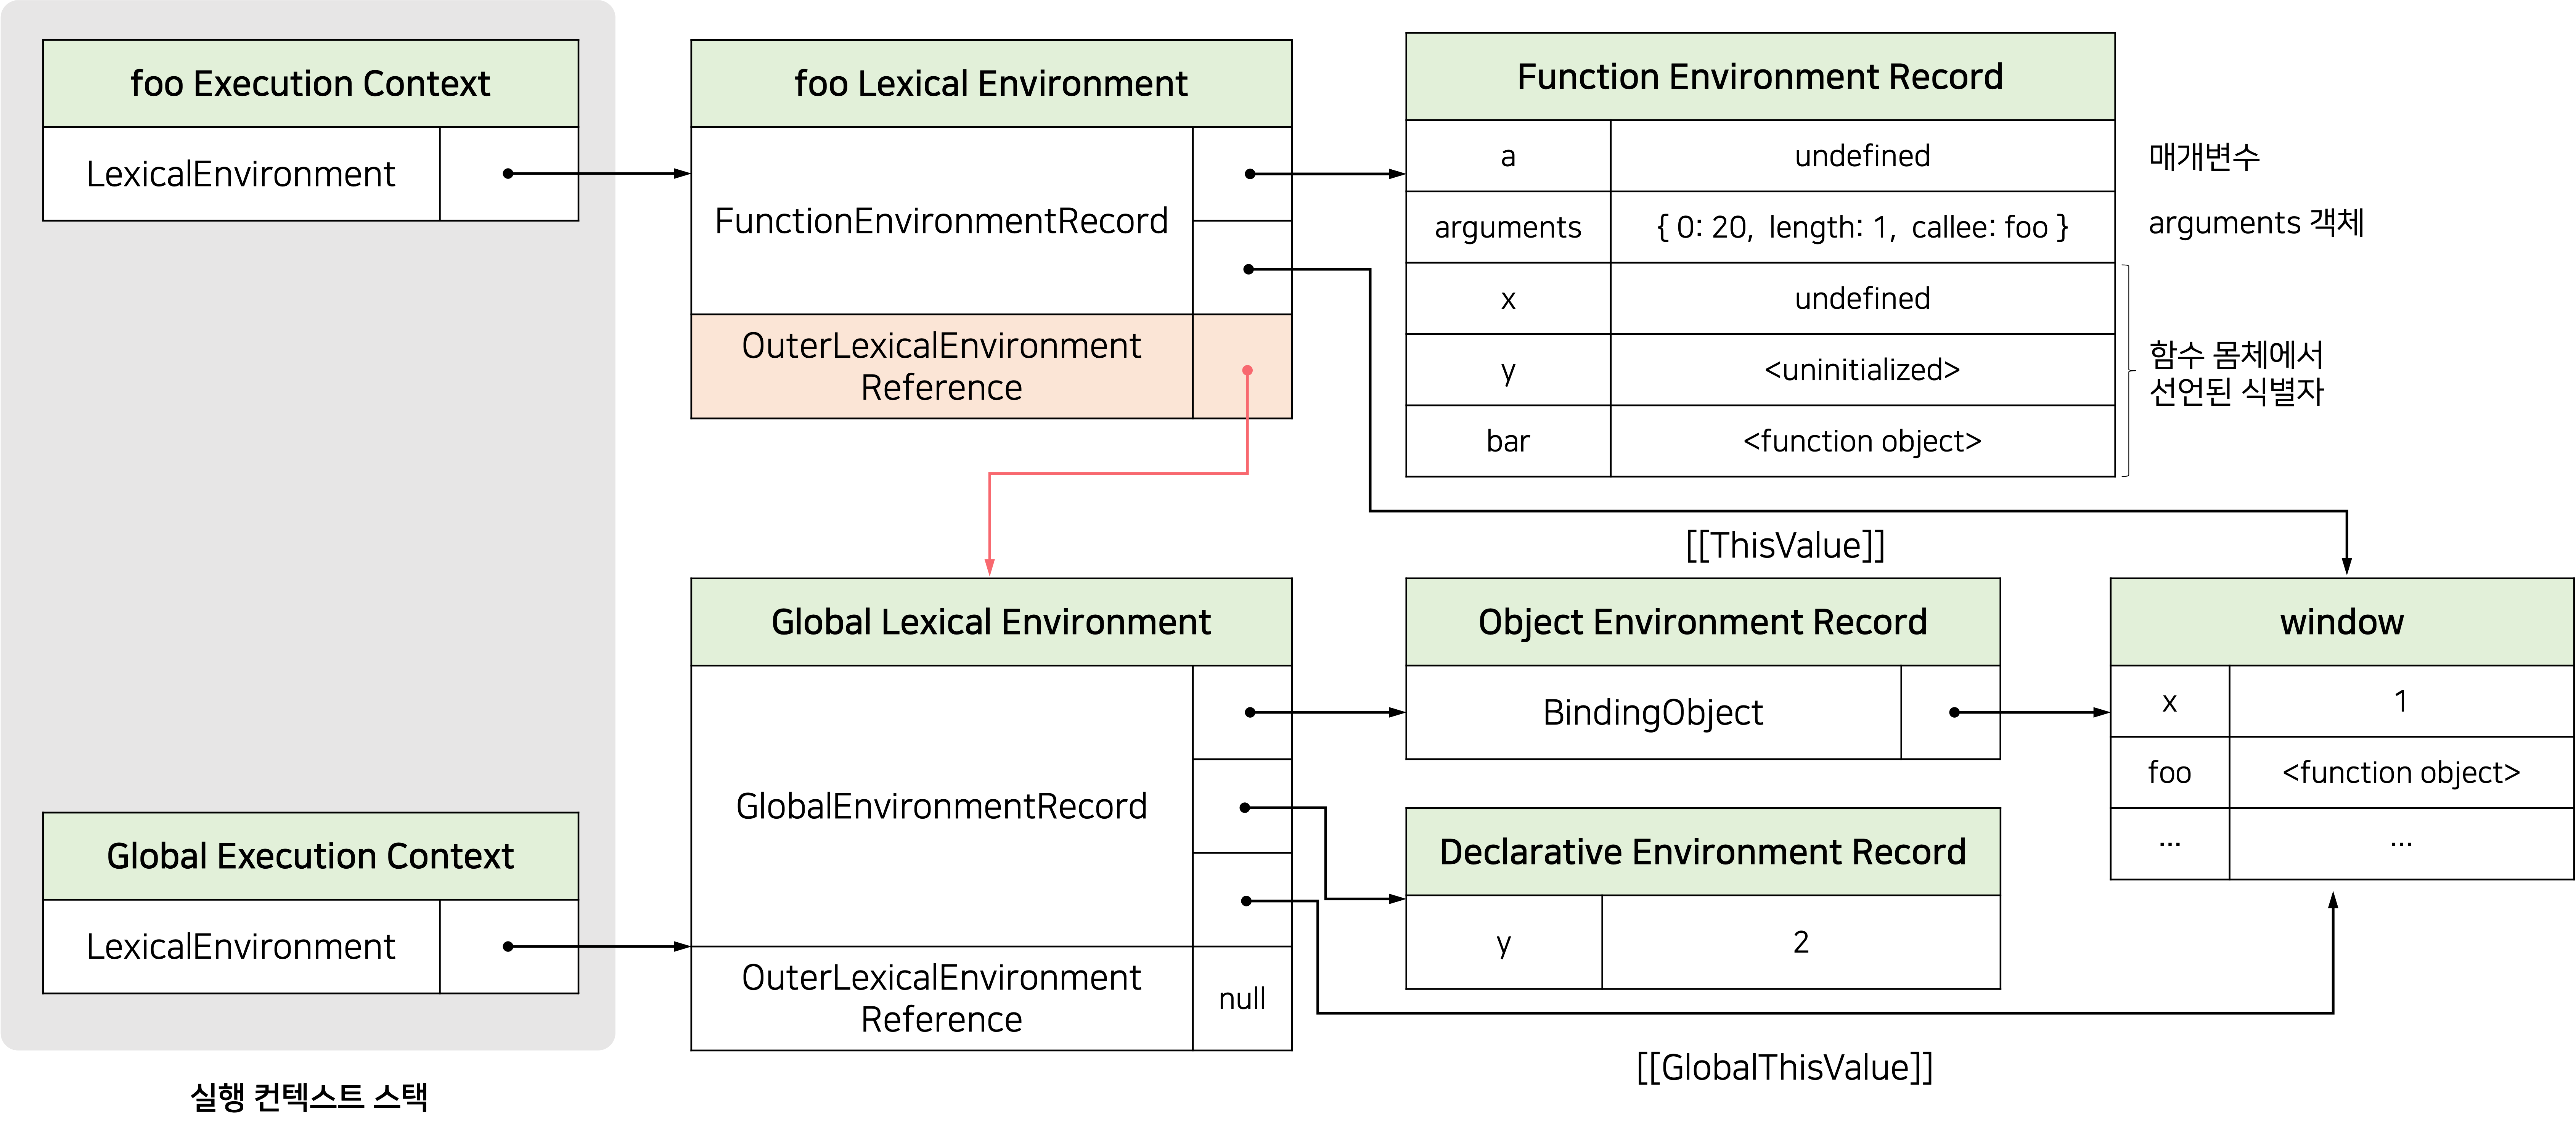 foo Execution Context
LexicalEnvironment
foo Lexical Environment
FunctionEnvironmentRecord
OuterLexicalEnvironment
Reference
Function Environment Record
a undefined
매개변수
arguments { 0: 20, length: 1, callee: foo }
arguments 객체
x undefined
y <uninitialized>
bar <function object>
함수 몸체에서
선언된 식별자
[[ThisValue]]
Global Execution Context
LexicalEnvironment
Global Lexical Environment
GlobalEnvironmentRecord
OuterLexicalEnvironment
Reference
null
Object Environment Record
BindingObject
Declarative Environment Record
y 2
window
x 1
foo <function object>
... ...
[[GlobalThisValue]]
실행 컨텍스트 스택